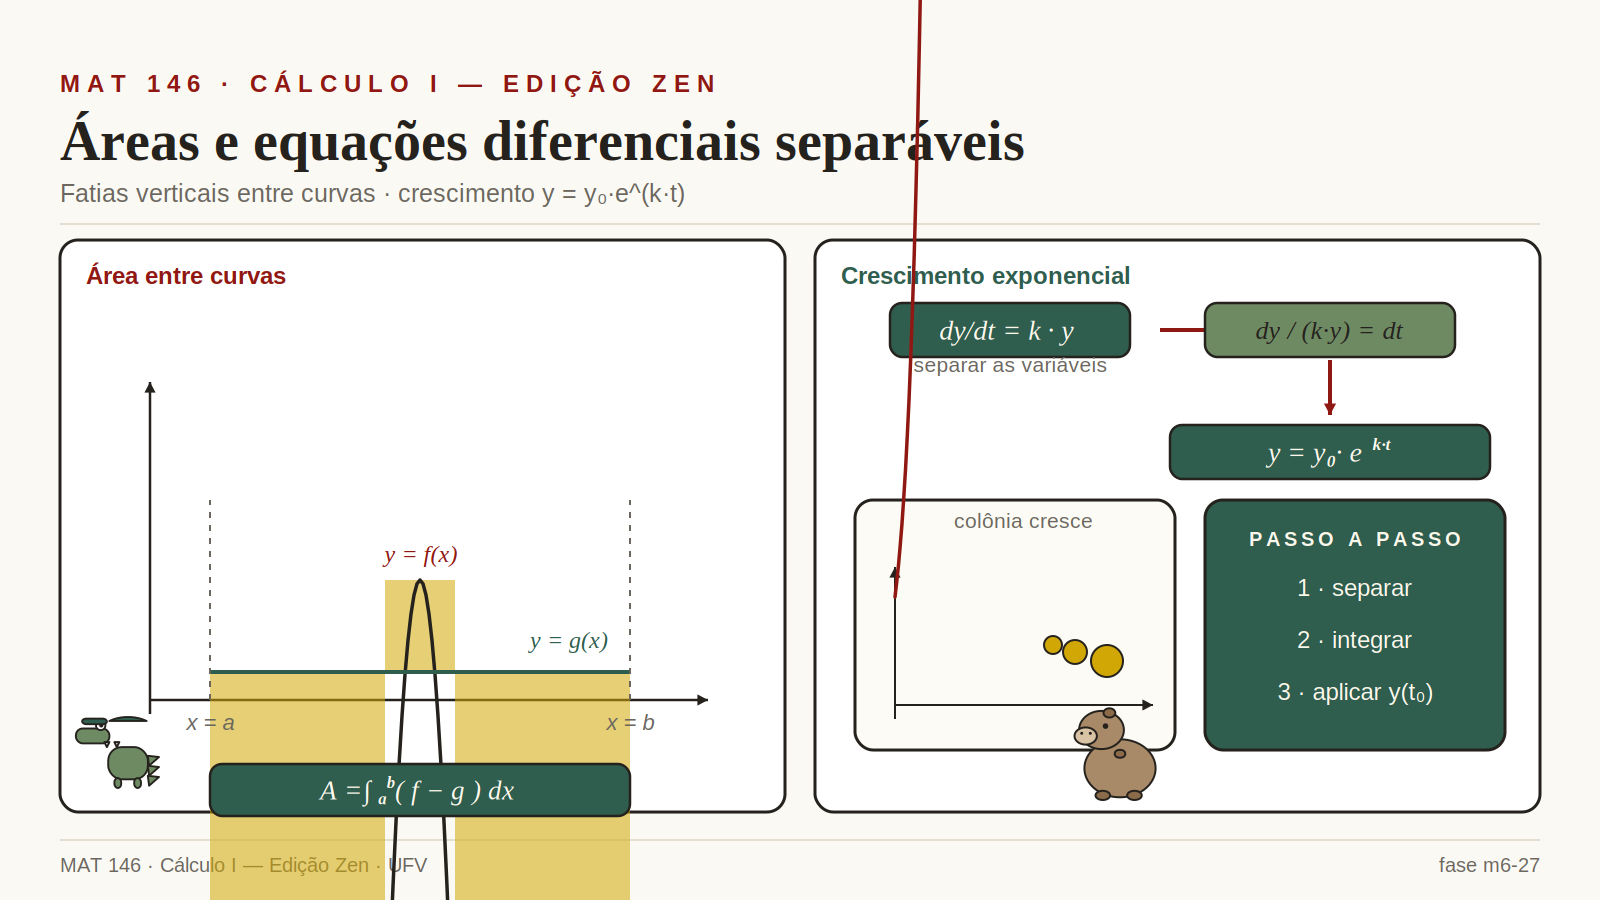 MAT 146 · CÁLCULO I — EDIÇÃO ZEN
Áreas e equações diferenciais separáveis
Fatias verticais entre curvas · crescimento y = y₀·e^(k·t)
Área entre curvas
y = f(x)
y = g(x)
x = a
x = b
A =∫ₐᵇ( f − g ) dx
Crescimento exponencial
dy/dt = k · y
dy / (k·y) = dt
separar as variáveis
y = y₀· e ᵏ·ᵗ
colônia cresce
PASSO A PASSO
1 · separar
2 · integrar
3 · aplicar y(t₀)
MAT 146 · Cálculo I — Edição Zen · UFV
fase m6-27